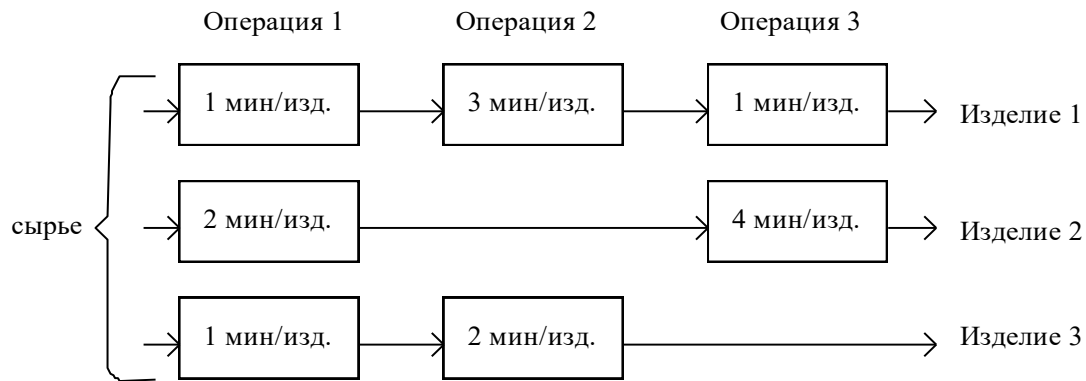 Операция 1 Операция 2 Операция 3
1 мин/изд. 3 мин/изд. 1 мин/изд. Изделие 1
сырье 2 мин/изд. 4 мин/изд. Изделие 2
1 мин/изд. 2 мин/изд. Изделие 3